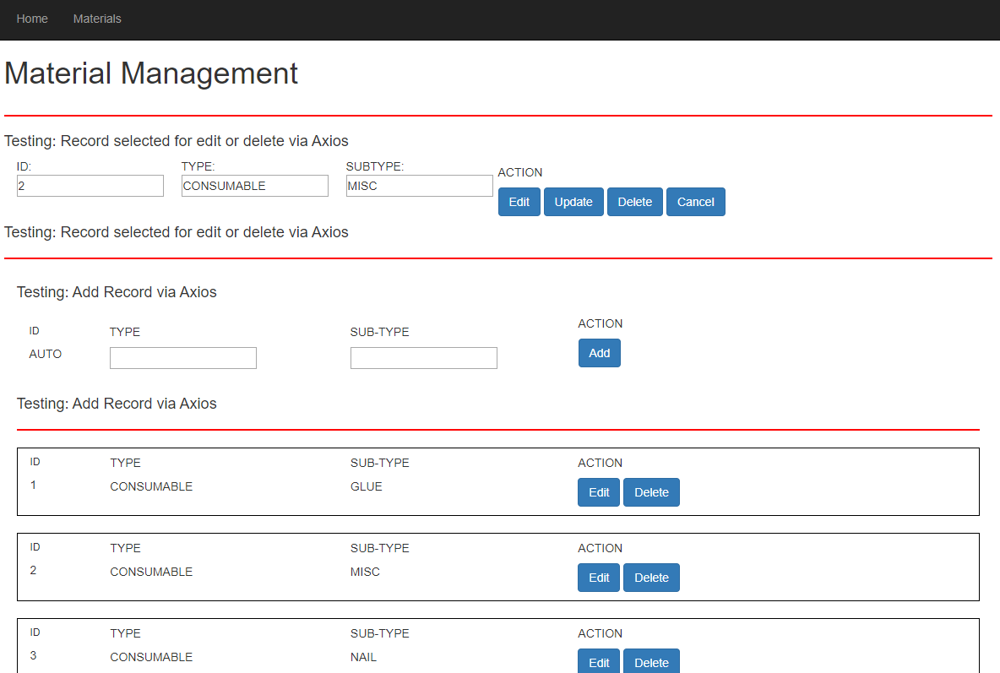 Home Materials
Material Management
Testing: Record selected for edit or delete via Axios
ID: TYPE: SUBTYPE: ACTION
2 CONSUMABLE MISC
Edit Update Delete Cancel
Testing: Record selected for edit or delete via Axios
Testing: Add Record via Axios
ID TYPE SUB-TYPE ACTION
AUTO Add
Testing: Add Record via Axios
ID TYPE SUB-TYPE ACTION
1 CONSUMABLE GLUE Edit Delete
ID TYPE SUB-TYPE ACTION
2 CONSUMABLE MISC Edit Delete
ID TYPE SUB-TYPE ACTION
3 CONSUMABLE NAIL Edit Delete